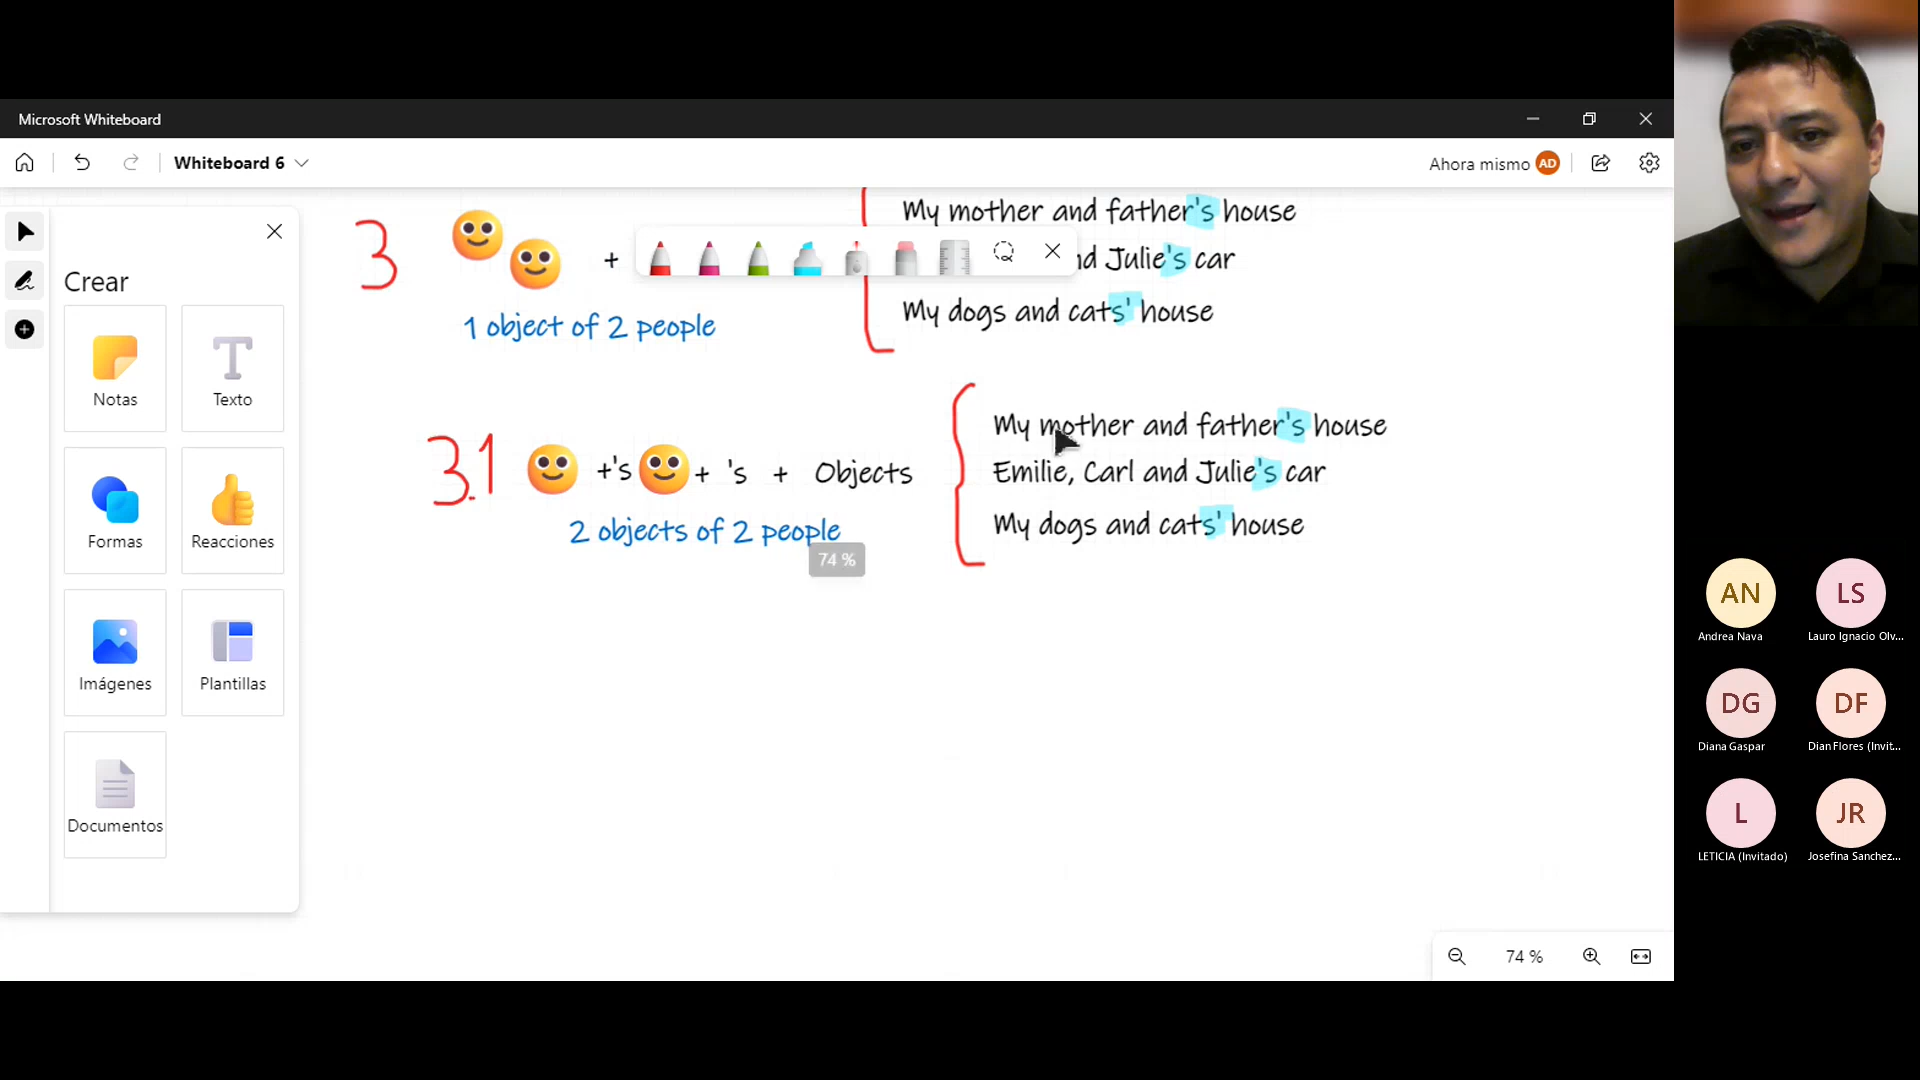 Microsoft Whiteboard
Whiteboard 6
Ahora mismo AD
Crear
Notas
Texto
Formas
Reacciones
Imágenes
Plantillas
Documentos
3
+
1 object of 2 people
My mother and father's house
nd Julie's car
My dogs and cats' house
3.1
+'s + 's + Objects
2 objects of 2 people
My mother and father's house
Emilie, Carl and Julie's car
My dogs and cats' house
74 %
74 %
AN
Andrea Nava
LS
Lauro Ignacio Olv...
DG
Diana Gaspar
DF
Dian Flores (Invit...
L
LETICIA (Invitado)
JR
Josefina Sanchez...